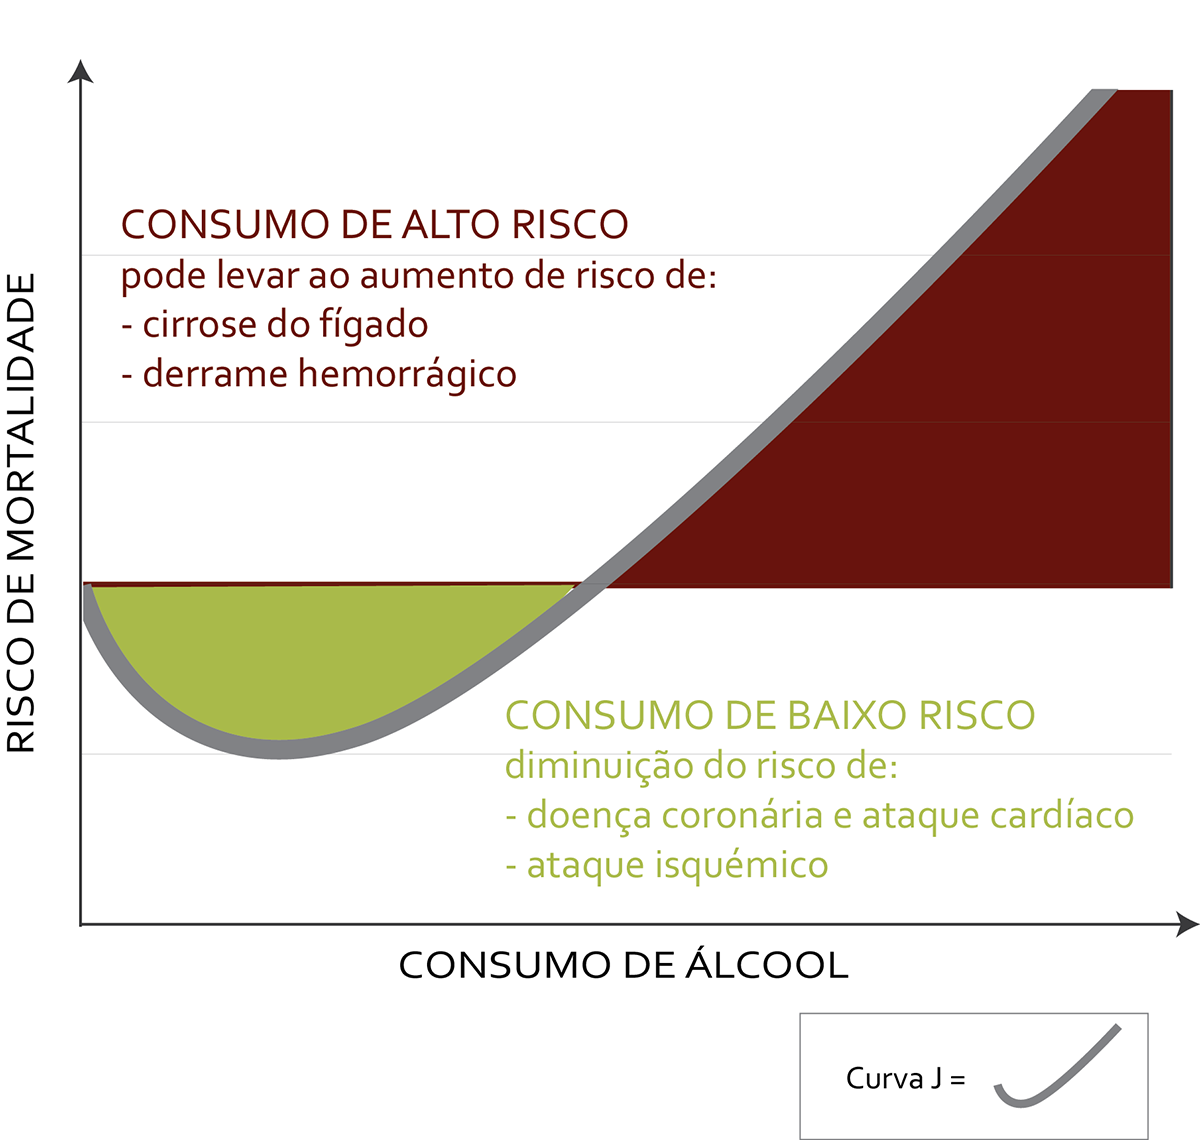 RISCO DE MORTALIDADE
CONSUMO DE ALTO RISCO
pode levar ao aumento de risco de:
- cirrose do fígado
- derrame hemorrágico
CONSUMO DE BAIXO RISCO
diminuição do risco de:
- doença coronária e ataque cardíaco
- ataque isquémico
CONSUMO DE ÁLCOOL
Curva J =